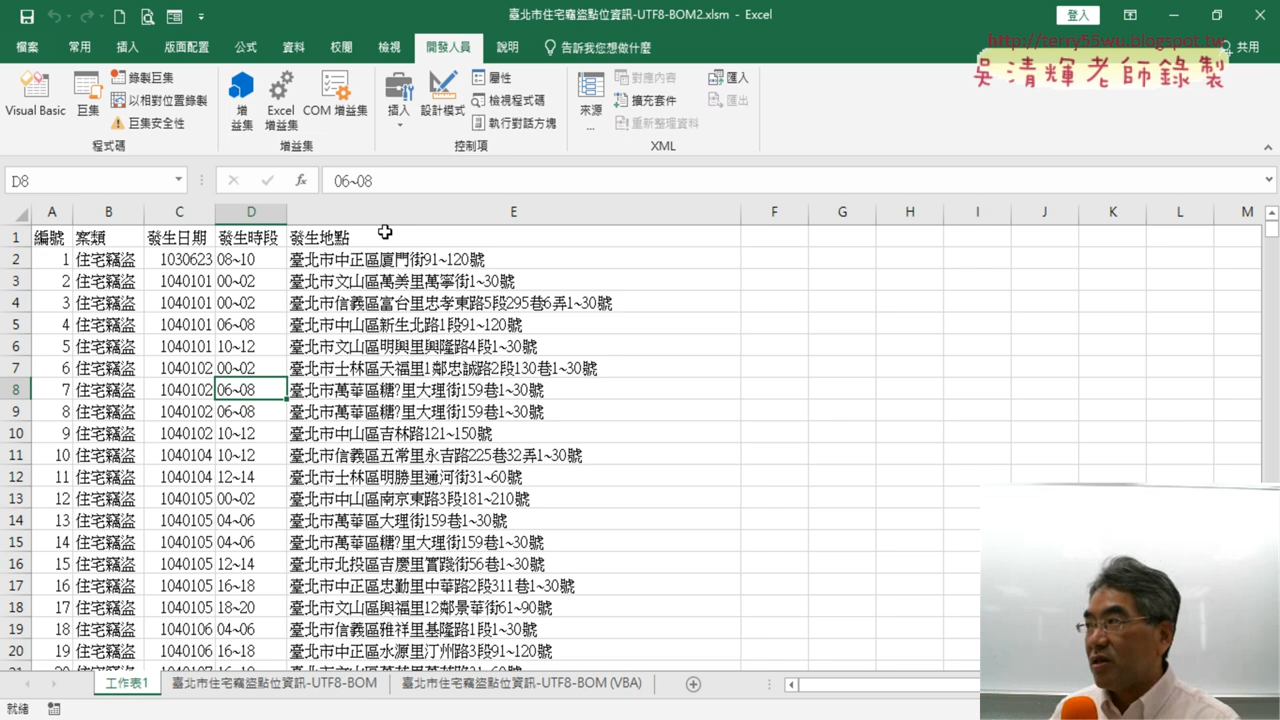 臺北市住宅竊盜點位資訊-UTF8-BOM2.xlsm - Excel
登入
檔案 常用 插入 版面配置 公式 資料 校閱 檢視 開發人員 說明 告訴我您想做什麼 共用
http://terry55wu.blogspot.tw
吳清輝老師錄製
Visual Basic
巨集
錄製巨集
以相對位置錄製
巨集安全性
程式碼
增益集
Excel 增益集
COM 增益集
增益集
插入
設計模式
屬性
檢視程式碼
執行對話方塊
控制項
來源...
對應內容
擴充套件
重新整理資料
匯入
匯出
XML
D8 fx 06~08
A B C D E F G H I J K L M
1 編號 案類 發生日期 發生時段 發生地點
2 1 住宅竊盜 1030623 08~10 臺北市中正區廈門街91~120號
3 2 住宅竊盜 1040101 00~02 臺北市文山區萬美里萬寧街1~30號
4 3 住宅竊盜 1040101 00~02 臺北市信義區富台里忠孝東路5段295巷6弄1~30號
5 4 住宅竊盜 1040101 06~08 臺北市中山區新生北路1段91~120號
6 5 住宅竊盜 1040101 10~12 臺北市文山區明興里興隆路4段1~30號
7 6 住宅竊盜 1040102 00~02 臺北市士林區天福里1鄰忠誠路2段130巷1~30號
8 7 住宅竊盜 1040102 06~08 臺北市萬華區糖?里大理街159巷1~30號
9 8 住宅竊盜 1040102 06~08 臺北市萬華區糖?里大理街159巷1~30號
10 9 住宅竊盜 1040102 10~12 臺北市中山區吉林路121~150號
11 10 住宅竊盜 1040104 10~12 臺北市信義區五常里永吉路225巷32弄1~30號
12 11 住宅竊盜 1040104 12~14 臺北市士林區明勝里通河街31~60號
13 12 住宅竊盜 1040105 00~02 臺北市中山區南京東路3段181~210號
14 13 住宅竊盜 1040105 04~06 臺北市萬華區大理街159巷1~30號
15 14 住宅竊盜 1040105 04~06 臺北市萬華區糖?里大理街159巷1~30號
16 15 住宅竊盜 1040105 12~14 臺北市北投區吉慶里實踐街56巷1~30號
17 16 住宅竊盜 1040105 16~18 臺北市中正區忠勤里中華路2段311巷1~30號
18 17 住宅竊盜 1040105 18~20 臺北市文山區興福里12鄰景華街61~90號
19 18 住宅竊盜 1040106 04~06 臺北市信義區雅祥里基隆路1段1~30號
20 19 住宅竊盜 1040106 16~18 臺北市中正區水源里汀州路3段91~120號
工作表1 臺北市住宅竊盜點位資訊-UTF8-BOM 臺北市住宅竊盜點位資訊-UTF8-BOM (VBA)
就緒